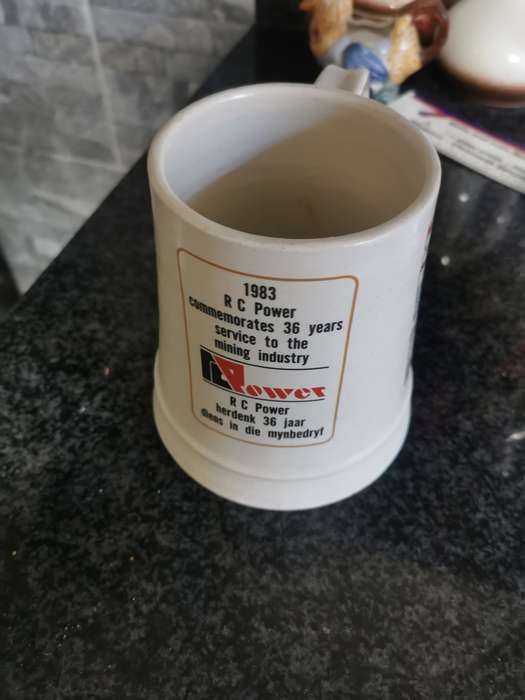 1983
R C Power
commemorates 36 years
service to the
mining industry
Power
R C Power
herdenk 36 jaar
diens in die mynbedryf